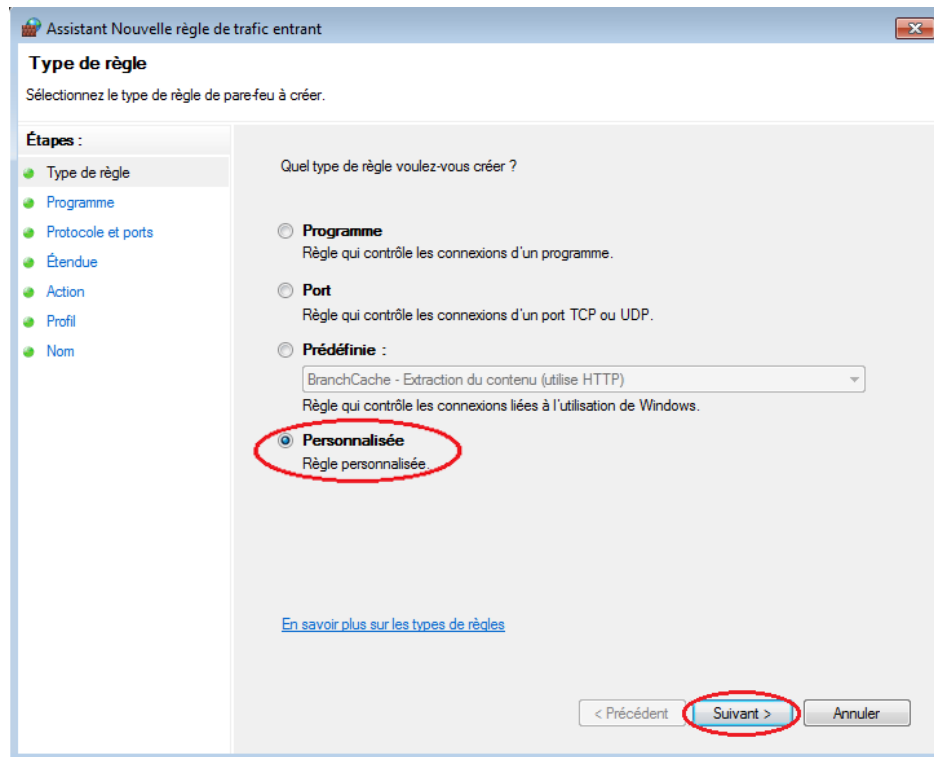 Assistant Nouvelle règle de trafic entrant
Type de règle
Sélectionnez le type de règle de pare-feu à créer.
Étapes :
Type de règle
Programme
Protocole et ports
Étendue
Action
Profil
Nom
Quel type de règle voulez-vous créer ?
Programme
Règle qui contrôle les connexions d'un programme.
Port
Règle qui contrôle les connexions d'un port TCP ou UDP.
Prédéfinie :
BranchCache - Extraction du contenu (utilise HTTP)
Règle qui contrôle les connexions liées à l'utilisation de Windows.
Personnalisée
Règle personnalisée.
En savoir plus sur les types de règles
< Précédent Suivant > Annuler